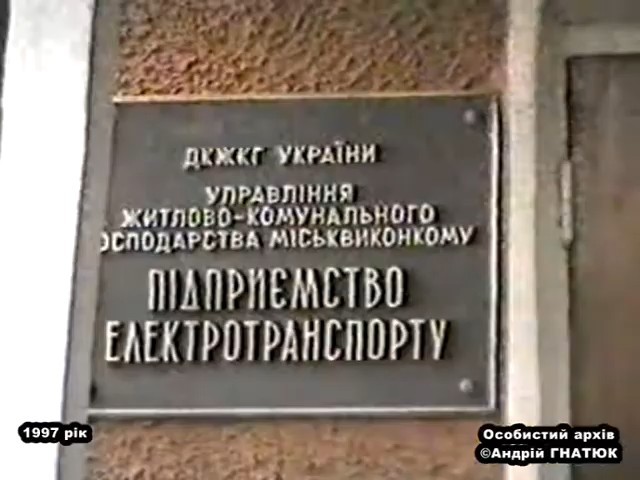 ДКЖКГ УКРАЇНИ
УПРАВЛІННЯ
ЖИТЛОВО-КОМУНАЛЬНОГО
ОСПОДАРСТВА МІСЬКВИКОНКОМУ
ПІДПРИЄМСТВО
ЕЛЕКТРОТРАНСПОРТУ
1997 рік
Особистий архів
©Андрій ГНАТЮК